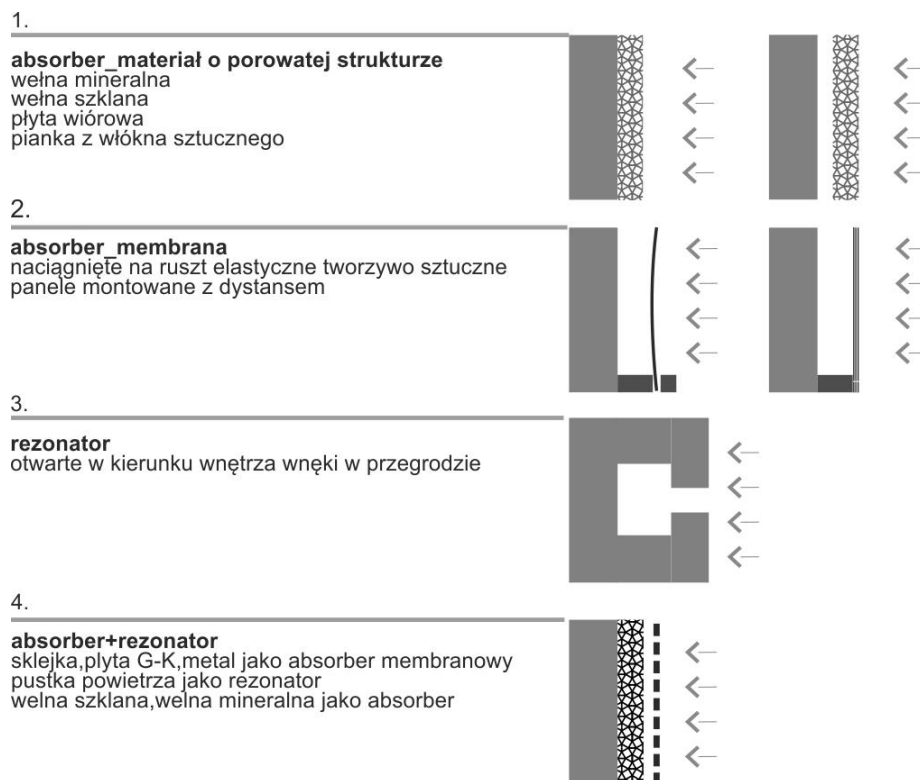 1.
absorber_materiał o porowatej strukturze
wełna mineralna
wełna szklana
płyta wiórowa
pianka z włókna sztucznego
2.
absorber_membrana
naciągnięte na ruszt elastyczne tworzywo sztuczne
panele montowane z dystansem
3.
rezonator
otwarte w kierunku wnętrza wnęki w przegrodzie
4.
absorber+rezonator
sklejka,plyta G-K,metal jako absorber membranowy
pustka powietrza jako rezonator
welna szklana,welna mineralna jako absorber